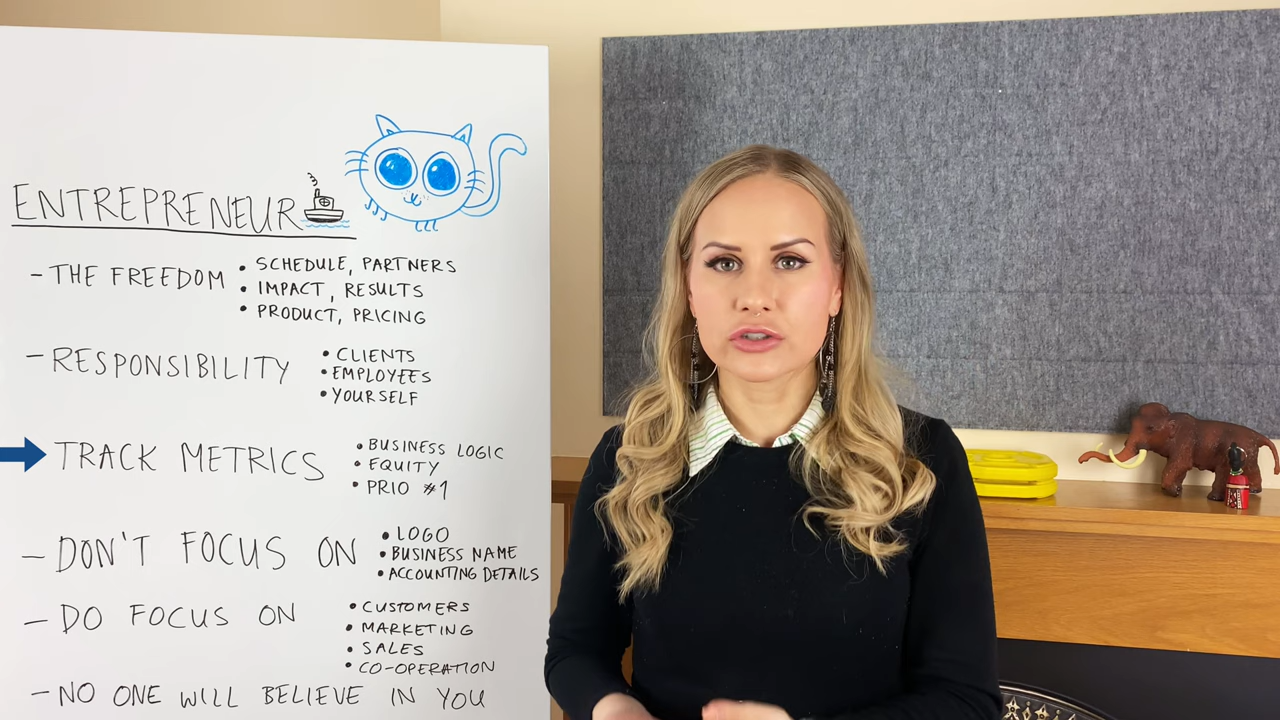 ENTREPRENEUR
- THE FREEDOM
• SCHEDULE, PARTNERS
• IMPACT, RESULTS
• PRODUCT, PRICING
- RESPONSIBILITY
• CLIENTS
• EMPLOYEES
• YOURSELF
TRACK METRICS
• BUSINESS LOGIC
• EQUITY
• PRIO #1
- DON'T FOCUS ON
• LOGO
• BUSINESS NAME
• ACCOUNTING DETAILS
- DO FOCUS ON
• CUSTOMERS
• MARKETING
• SALES
• CO-OPERATION
- NO ONE WILL BELIEVE IN YOU